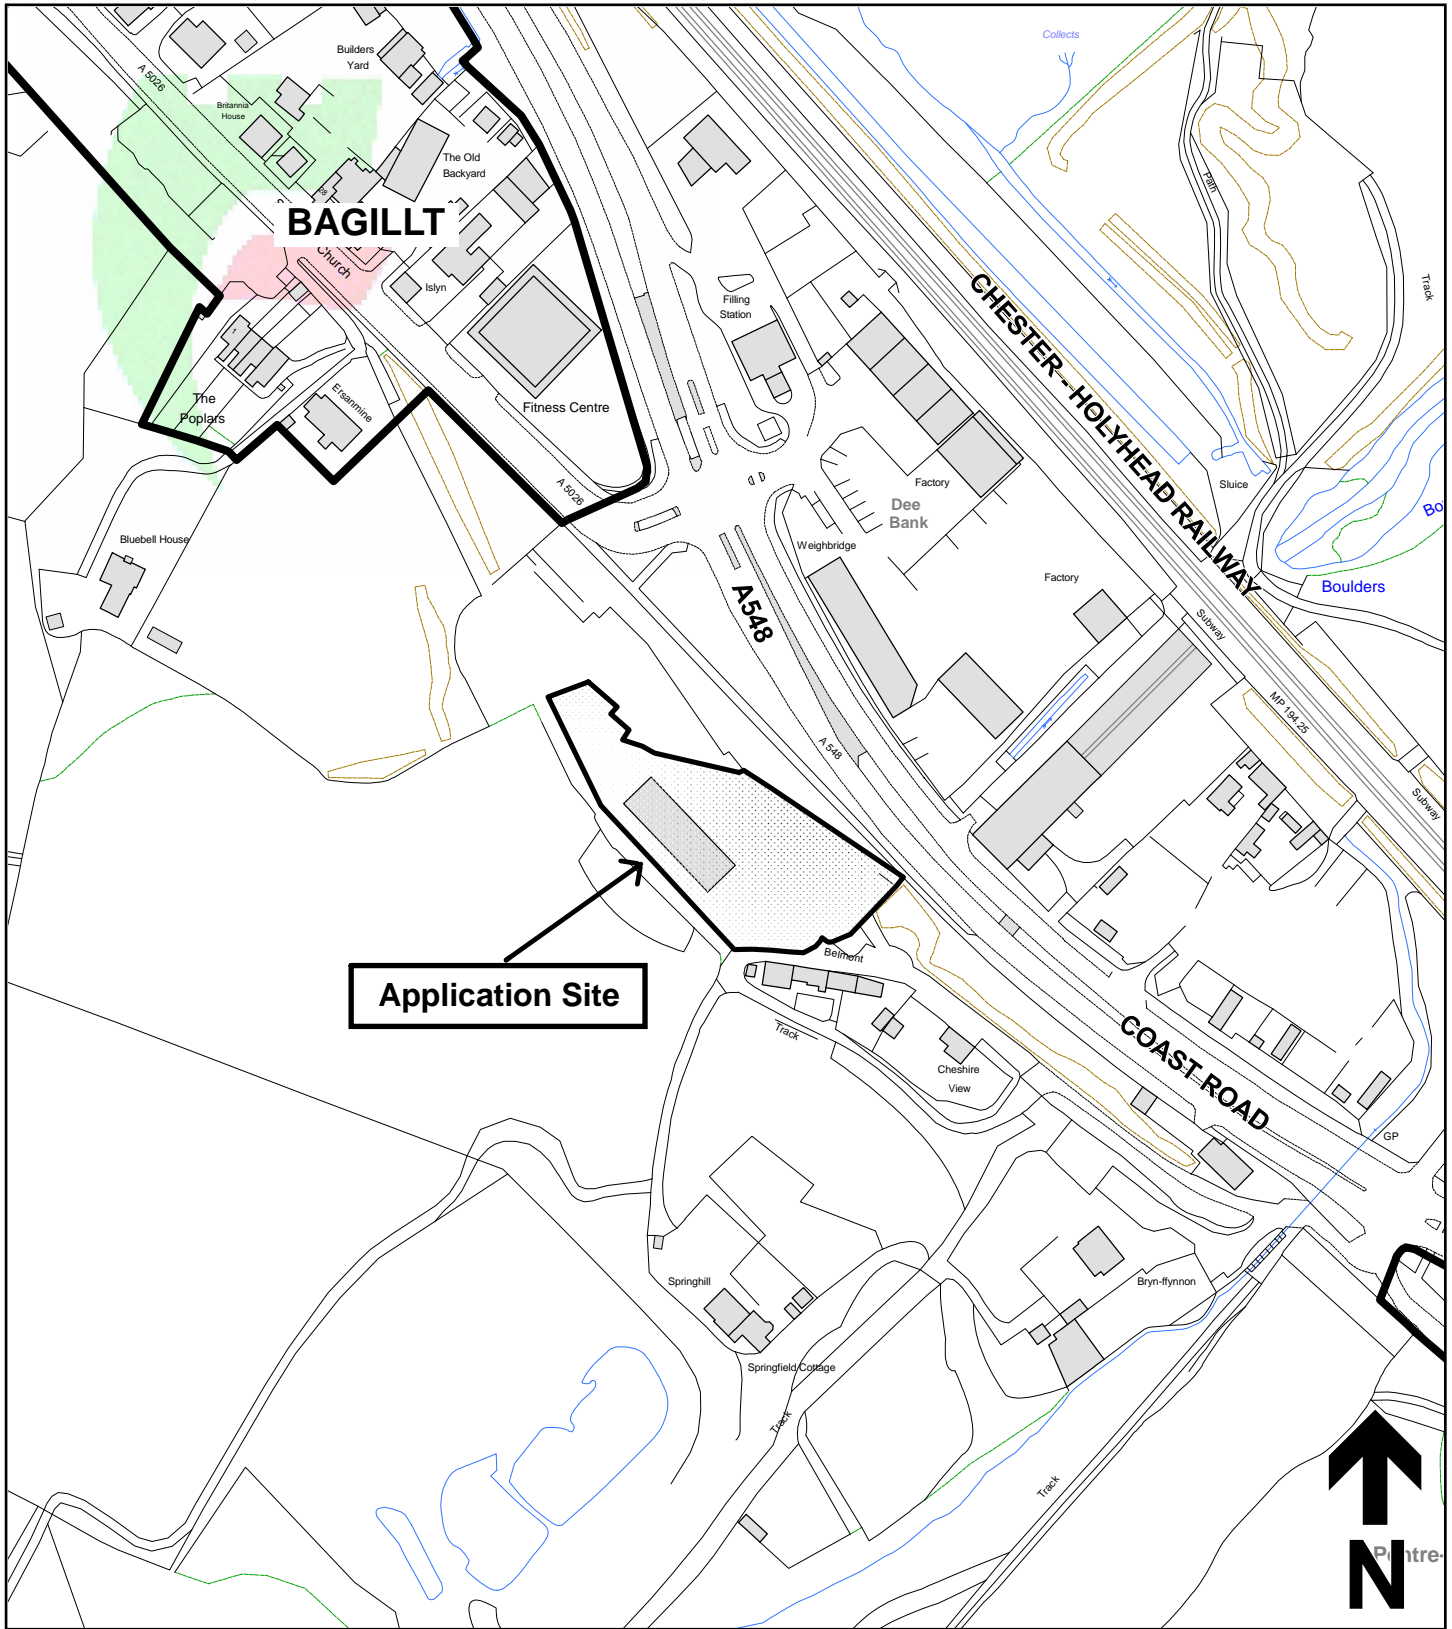 Collects
Builders
Yard
A 5026
Britannia
House
The Old
Backyard
28
BAGILLT
Church
Path
Track
Islyn
Filling
Station
CHESTER - HOLYHEAD RAILWAY
1
The
Poplars
Ersanmine
Fitness Centre
Factory
Sluice
A 5026
Dee
Bank
Bluebell House
Weighbridge
Factory
Boulders
A548
Subway
MP 194.25
A 548
Subway
Belmont
Application Site
Track
Cheshire
View
COAST ROAD
GP
Springhill
Bryn-ffynnon
Springfield Cottage
Track
Track
N